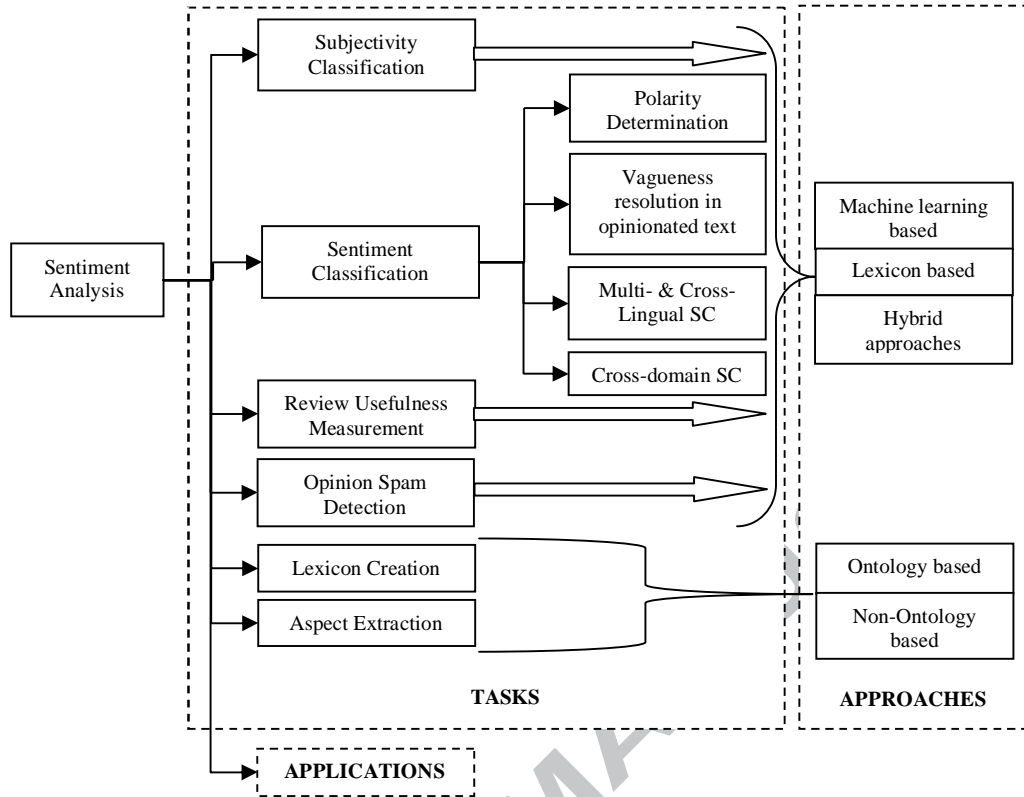 Subjectivity
Classification
Polarity
Determination
Vagueness
resolution in
opinionated text
Machine learning
based
Sentiment
Analysis
Sentiment
Classification
Lexicon based
Multi- & Cross-
Lingual SC
Hybrid
approaches
Cross-domain SC
Review Usefulness
Measurement
Opinion Spam
Detection
Lexicon Creation
Ontology based
Aspect Extraction
Non-Ontology
based
TASKS
APPROACHES
APPLICATIONS
MA